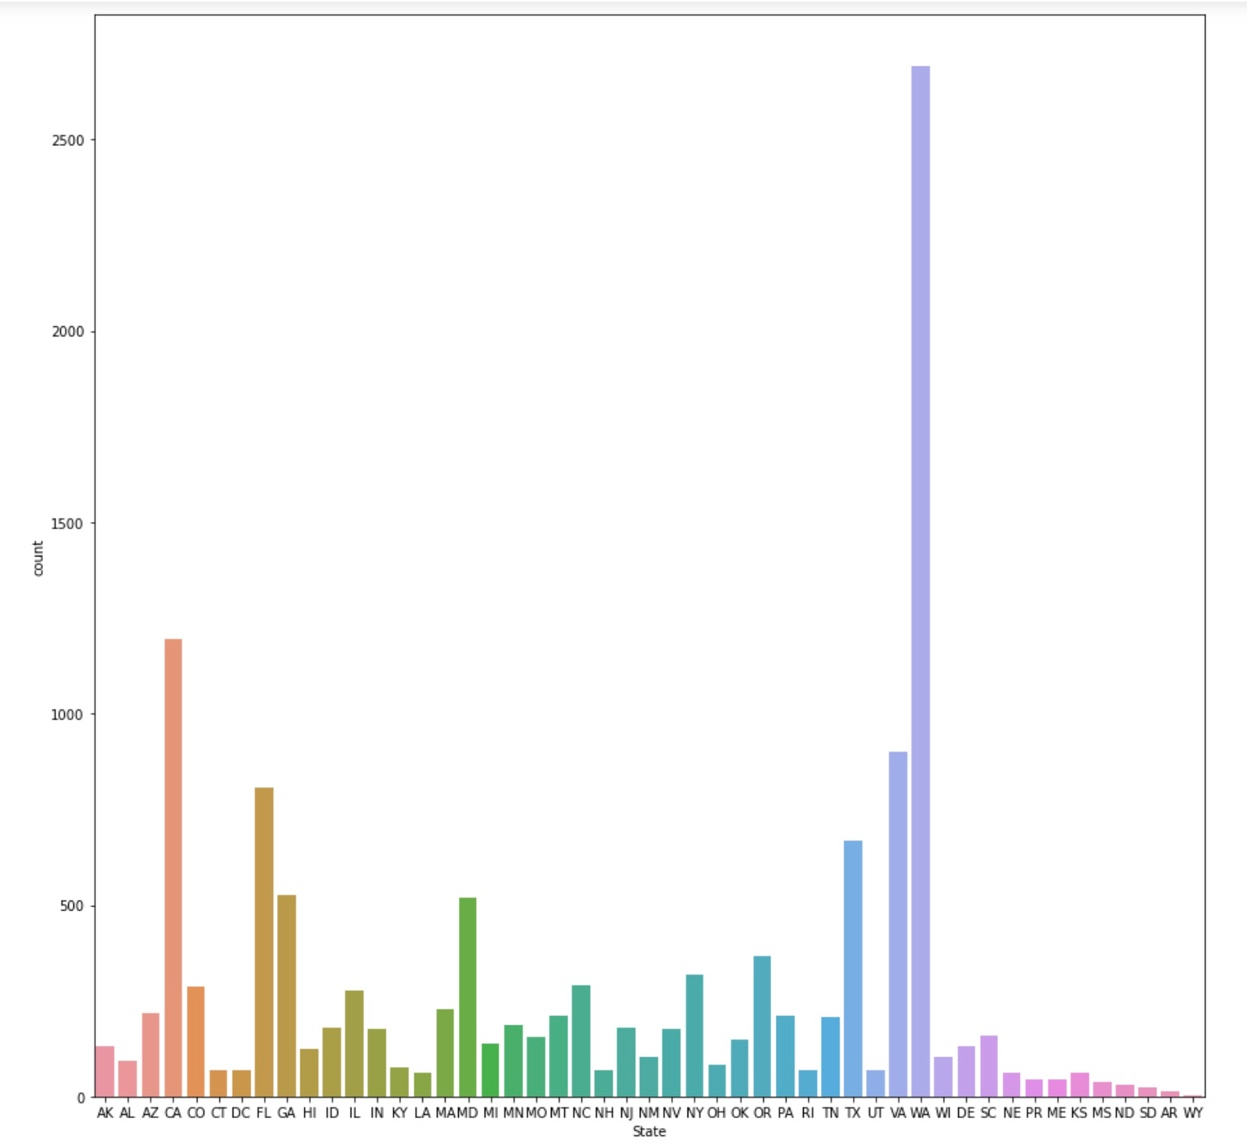 2500
2000
1500
1000
500
0
count
AK AL AZ CA CO CT DC FL GA HI ID IL IN KY LA MA MD MI MN MO MT NC NH NJ NM NV NY OH OK OR PA RI TN TX UT VA WA WI DE SC NE PR ME KS MS ND SD AR WY
State